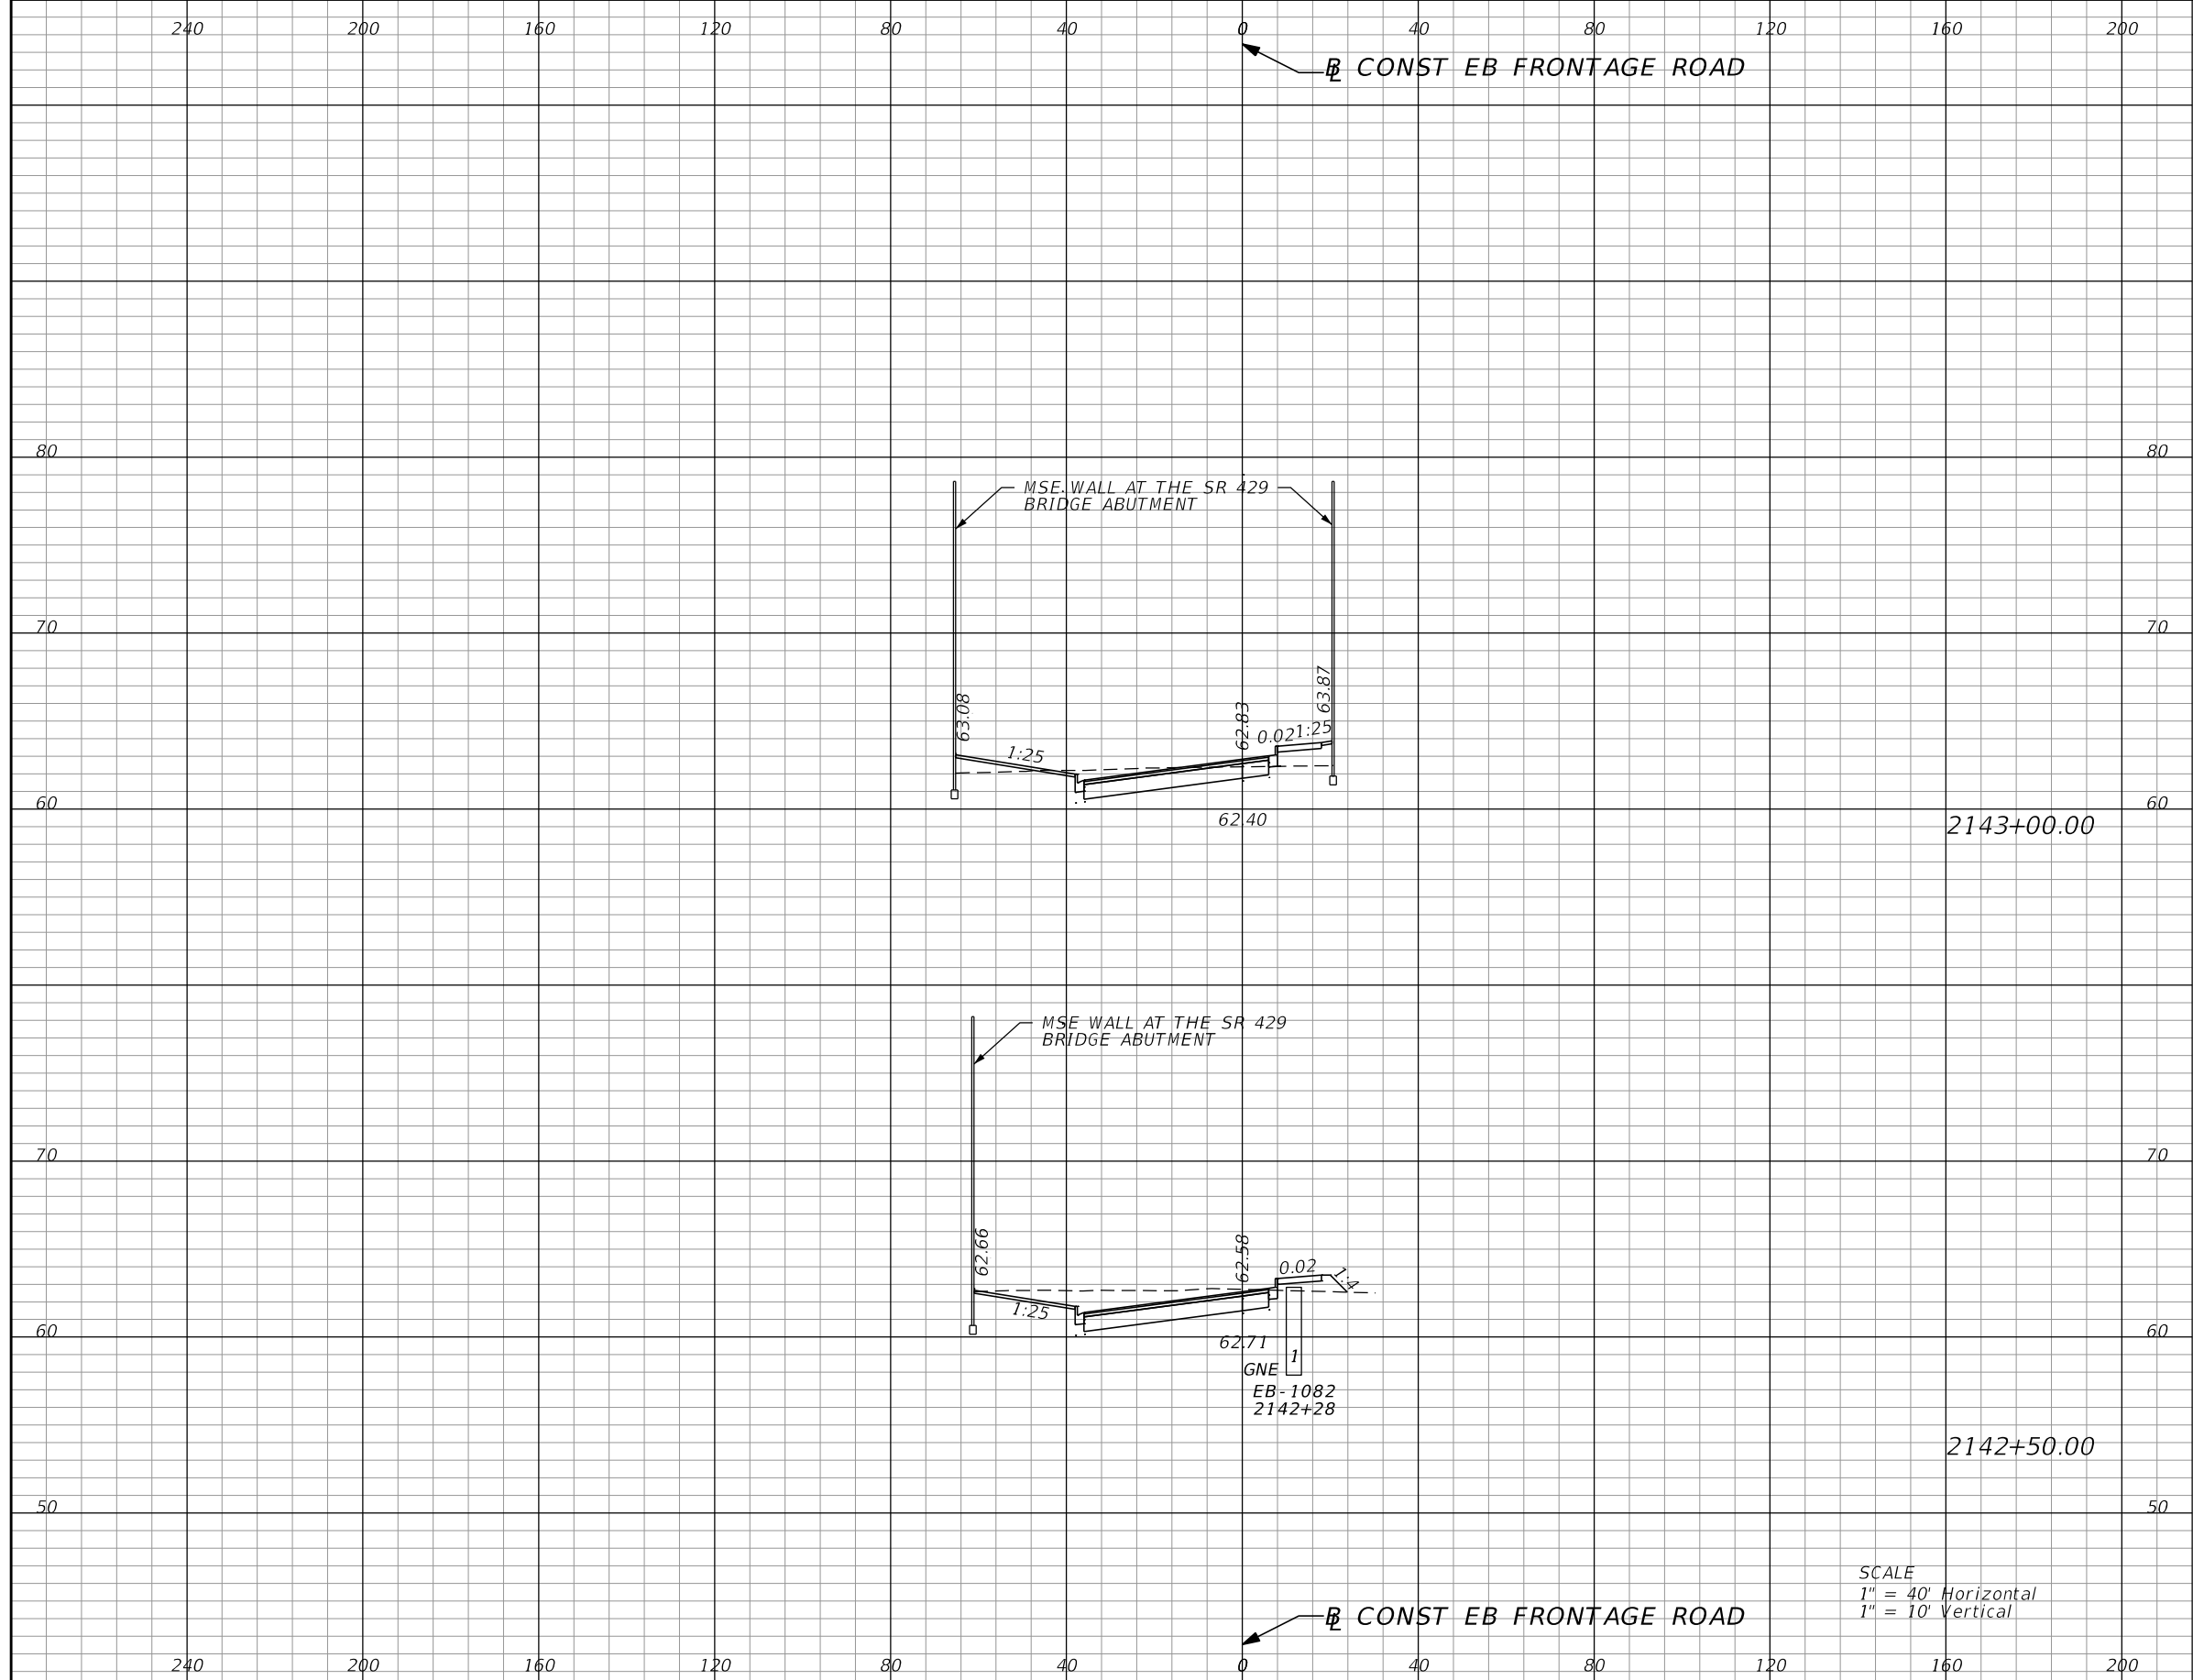 240 200 160 120 80 40 0 40 80 120 160 200
BL CONST EB FRONTAGE ROAD
80 80
MSE WALL AT THE SR 429
BRIDGE ABUTMENT
70 70
63.08
62.83
63.87
1:25
0.02
1:25
60 60
62.40
2143+00.00
MSE WALL AT THE SR 429
BRIDGE ABUTMENT
70 70
62.66
62.58
0.02
1:4
1:25
60 60
62.71
1
GNE
EB-1082
2142+28
2142+50.00
50 50
SCALE
1" = 40' Horizontal
1" = 10' Vertical
BL CONST EB FRONTAGE ROAD
240 200 160 120 80 40 0 40 80 120 160 200